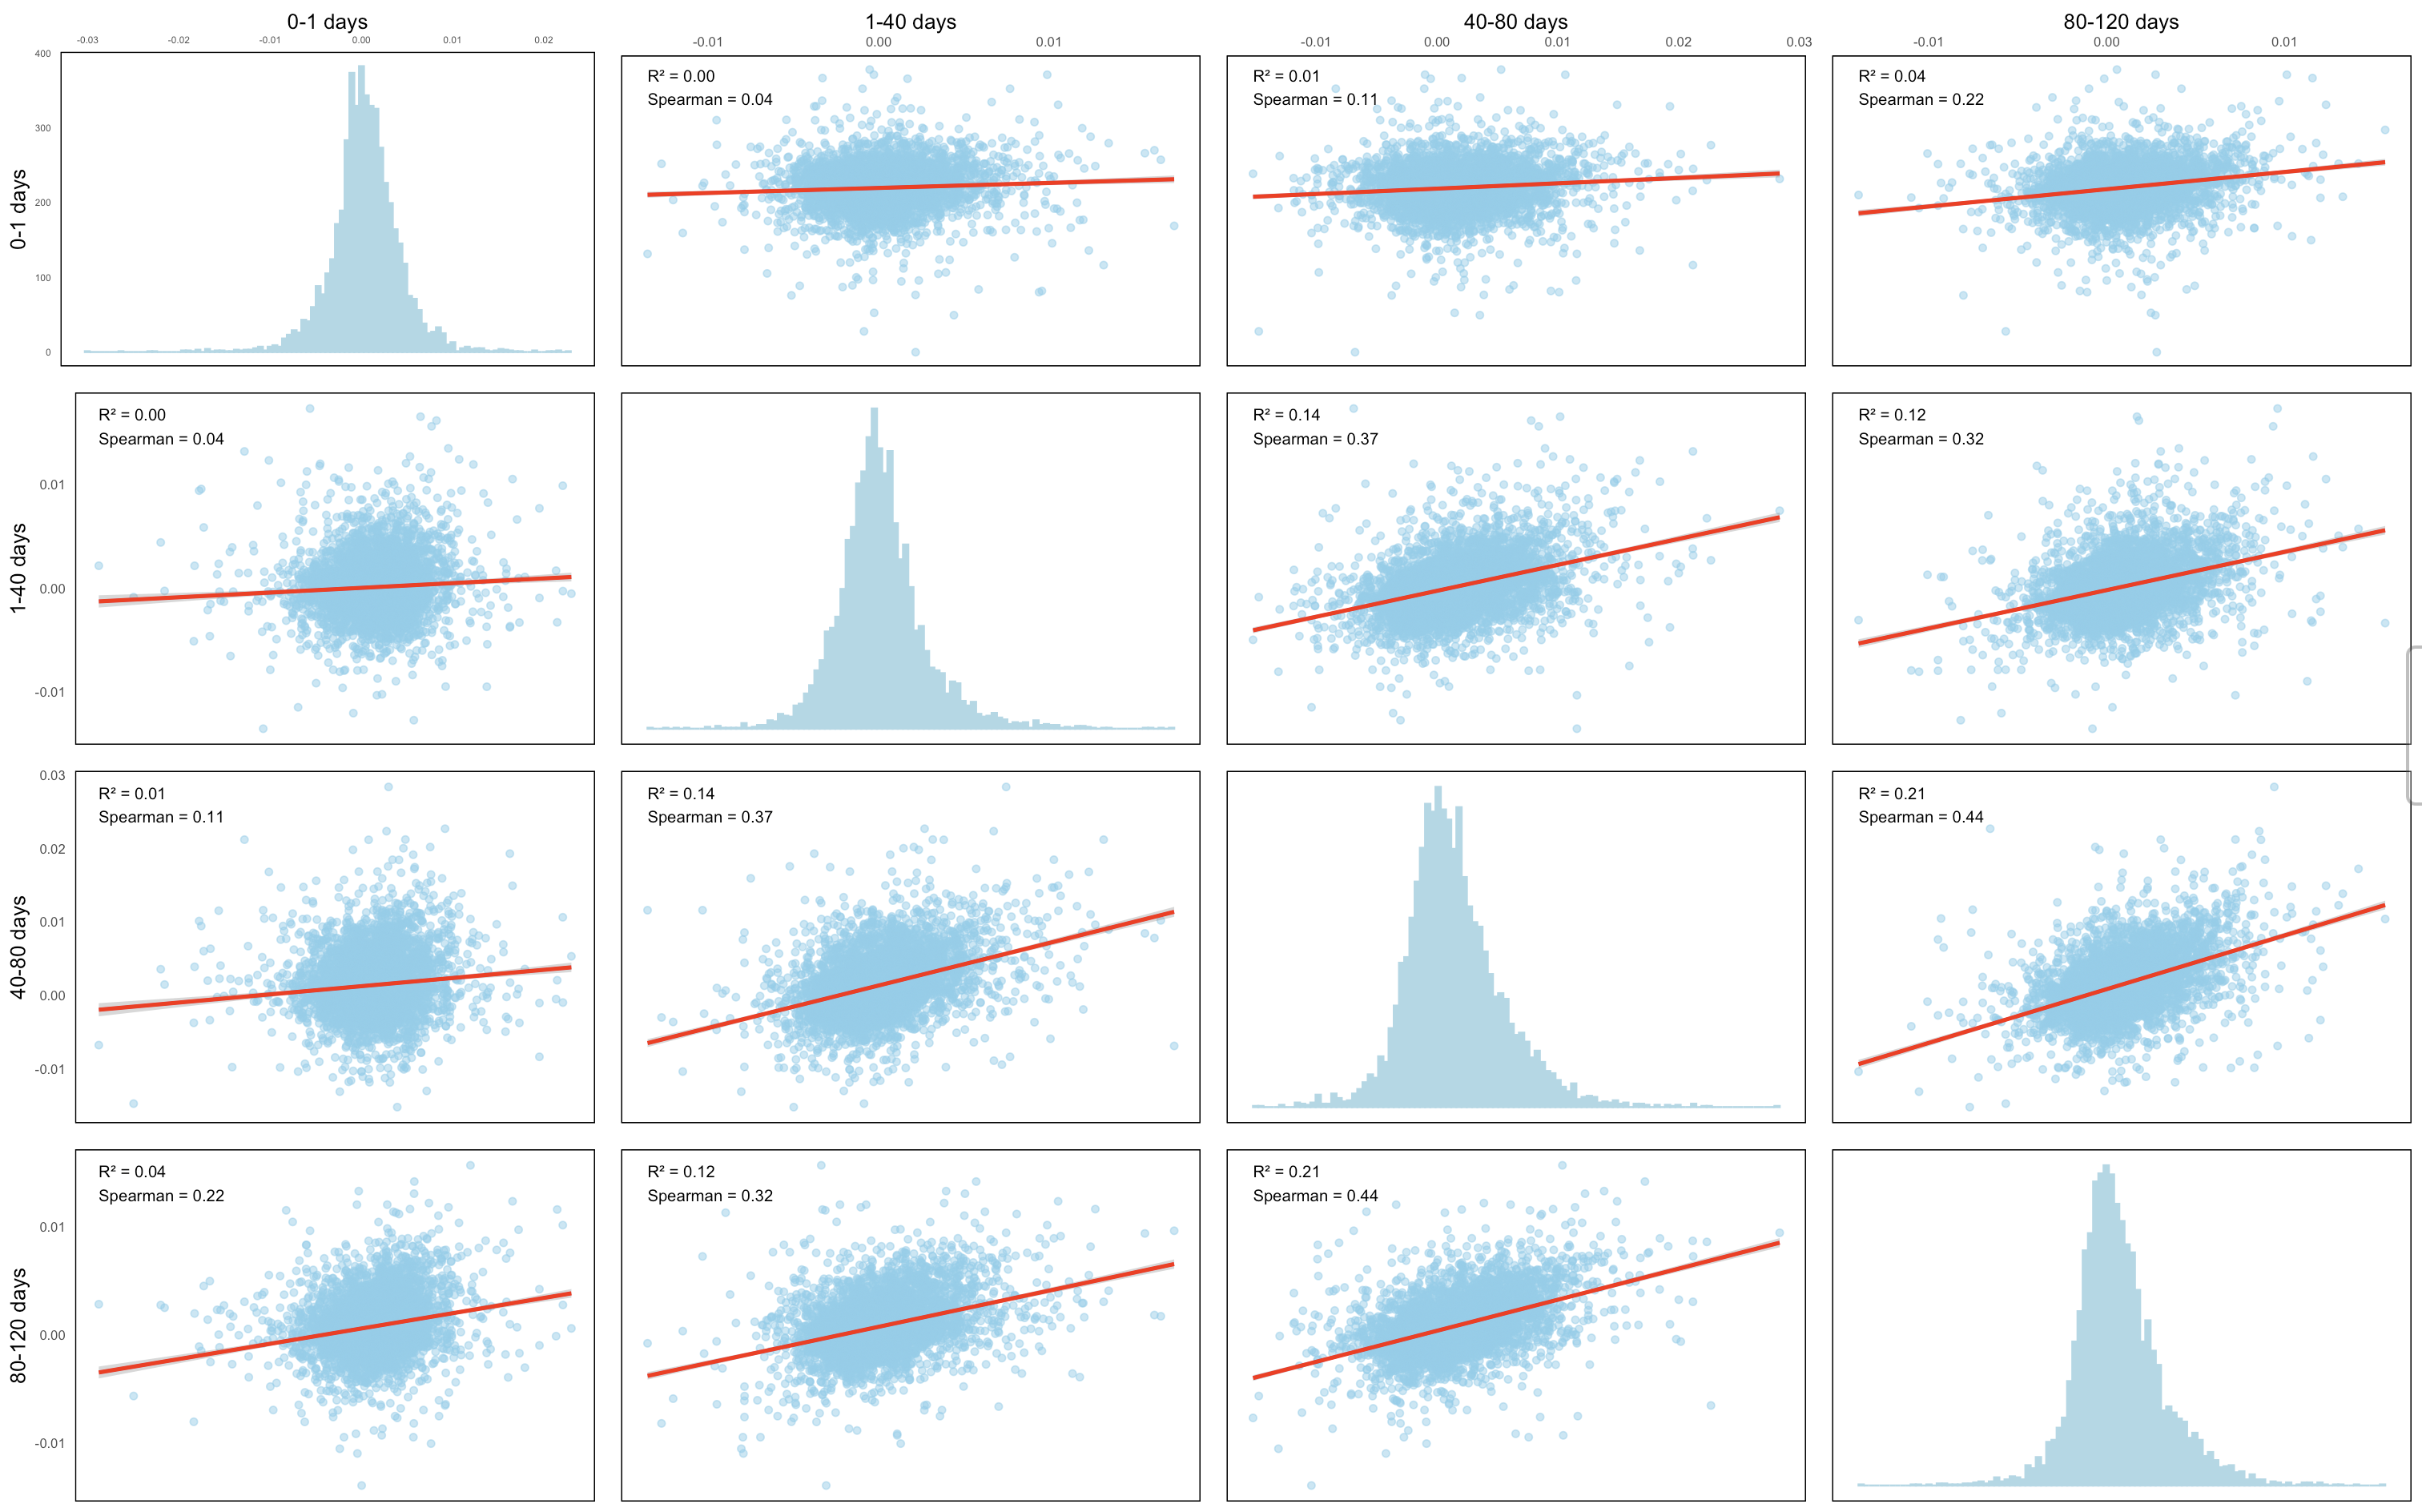 0-1 days
1-40 days
40-80 days
80-120 days
-0.03 -0.02 -0.01 0.00 0.01 0.02
-0.01 0.00 0.01
-0.01 0.00 0.01 0.02 0.03
-0.01 0.00 0.01
0-1 days
400
300
200
100
0
R² = 0.00
Spearman = 0.04
R² = 0.01
Spearman = 0.11
R² = 0.04
Spearman = 0.22
1-40 days
0.01
0.00
-0.01
R² = 0.00
Spearman = 0.04
R² = 0.14
Spearman = 0.37
R² = 0.12
Spearman = 0.32
40-80 days
0.03
0.02
0.01
0.00
-0.01
R² = 0.01
Spearman = 0.11
R² = 0.14
Spearman = 0.37
R² = 0.21
Spearman = 0.44
80-120 days
0.01
0.00
-0.01
R² = 0.04
Spearman = 0.22
R² = 0.12
Spearman = 0.32
R² = 0.21
Spearman = 0.44